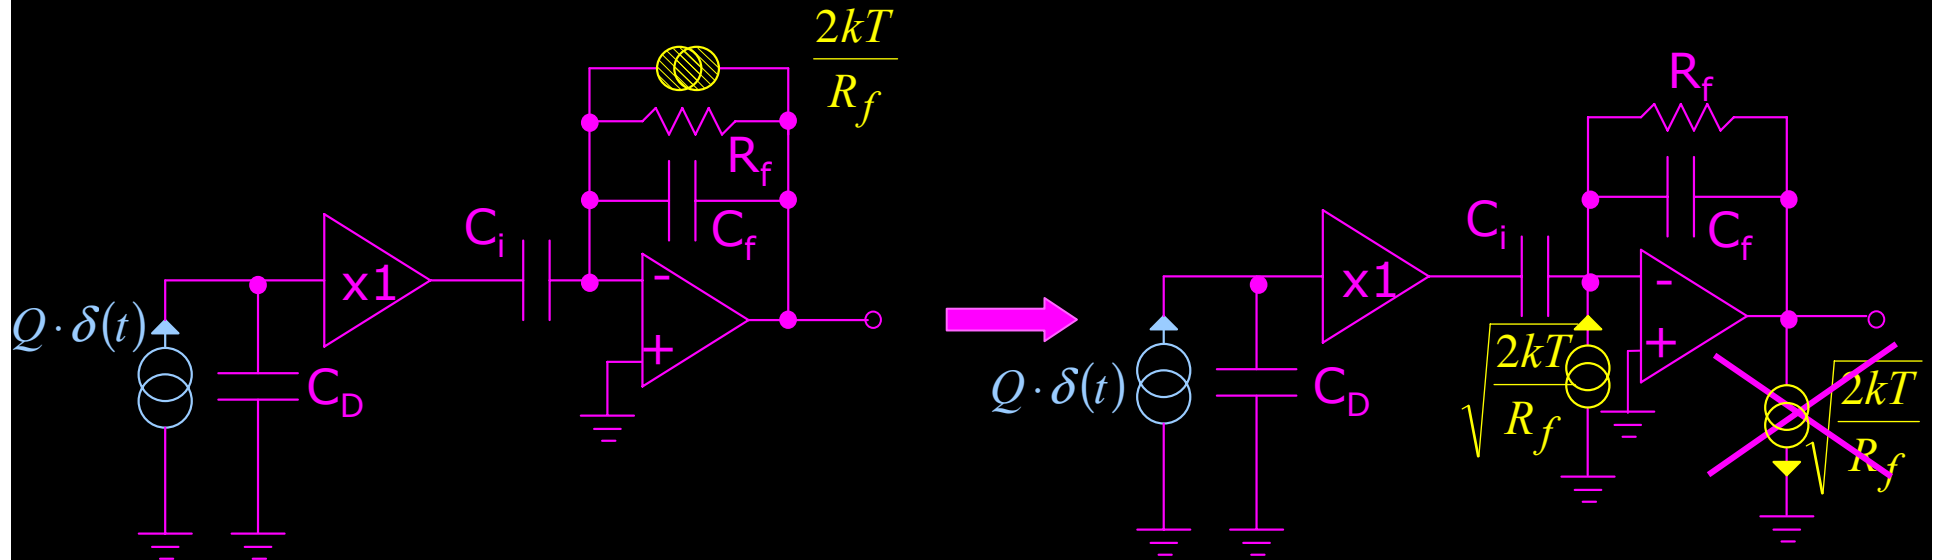 2kT
R_f
R_f
C_f
C_i
x1
-
+
Q · δ(t)
C_D
R_f
C_f
C_i
x1
-
+
Q · δ(t)
C_D
√2kT
R_f
√2kT
R_f